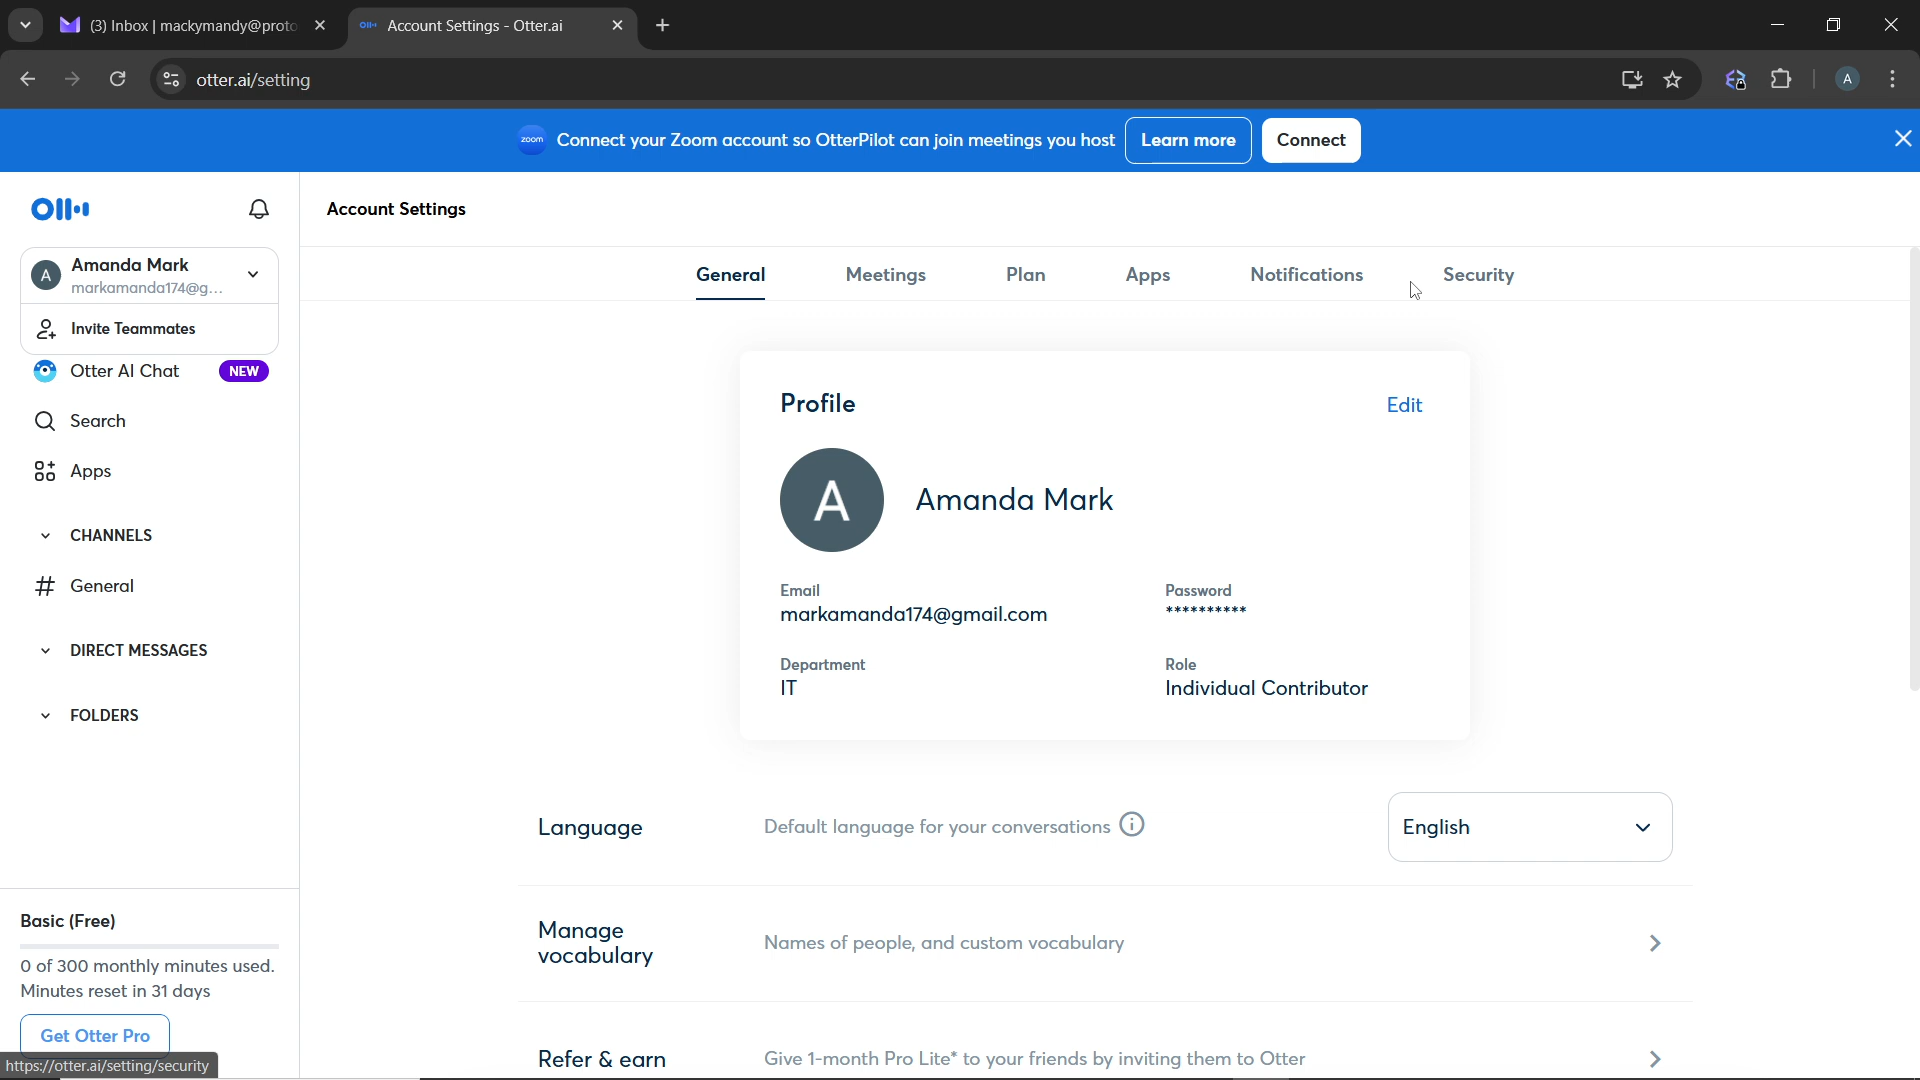 (3) Inbox | mackymandy@proto
Account Settings - Otter.ai
otter.ai/setting
A
zoom
Connect your Zoom account so OtterPilot can join meetings you host
Learn more
Connect
Account Settings
A
Amanda Mark
markamanda174@g...
Invite Teammates
Otter AI Chat
NEW
Search
Apps
CHANNELS
General
DIRECT MESSAGES
FOLDERS
Basic (Free)
0 of 300 monthly minutes used.
Minutes reset in 31 days
Get Otter Pro
https://otter.ai/setting/security
General
Meetings
Plan
Apps
Notifications
Security
Profile
Edit
A
Amanda Mark
Email
markamanda174@gmail.com
Password
**********
Department
IT
Role
Individual Contributor
Language
Default language for your conversations
English
Manage
vocabulary
Names of people, and custom vocabulary
Refer & earn
Give 1-month Pro Lite* to your friends by inviting them to Otter